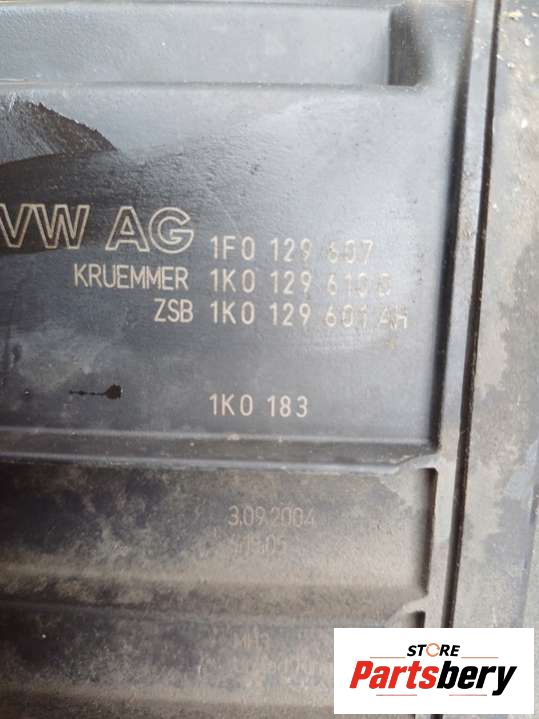 VW AG 1F0 129 607
KRUEMMER 1K0 129 610 G
ZSB 1K0 129 601 AH
1K0 183
3.09.2004
STORE
Partsbery